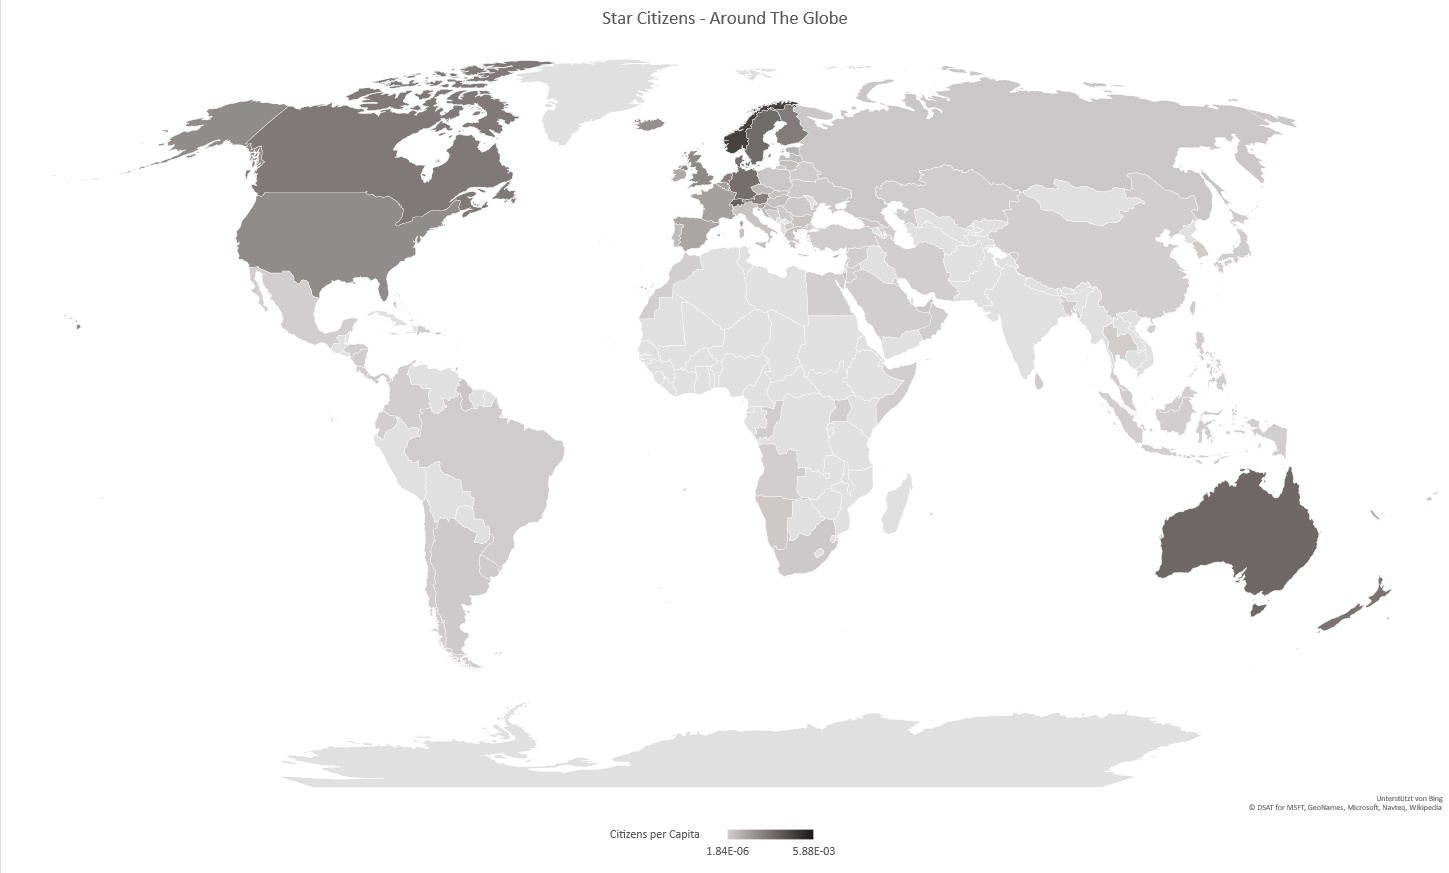 Star Citizens - Around The Globe
Unterstützt von Bing
© DSAT for MSFT, GeoNames, Microsoft, Navteq, Wikipedia
Citizens per Capita
1.84E-06 5.88E-03